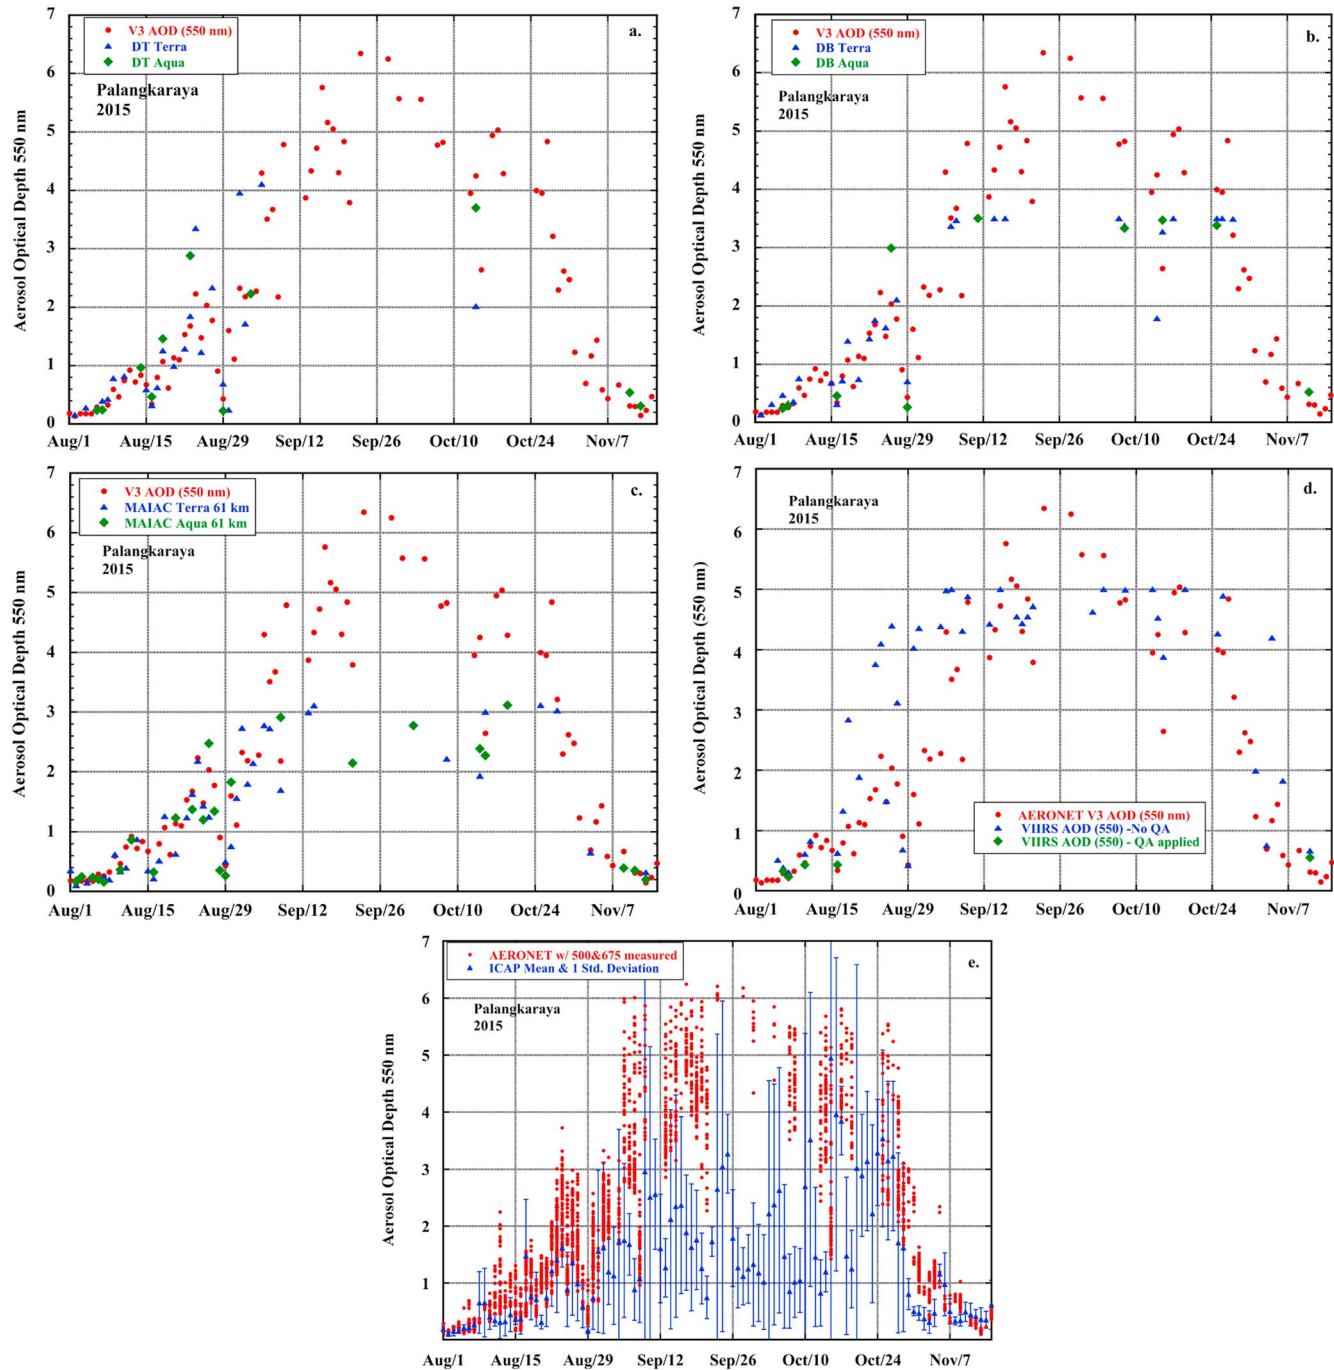 7
6
5
4
3
2
1
0
Aerosol Optical Depth 550 nm
V3 AOD (550 nm)
DT Terra
DT Aqua
a.
Palangkaraya
2015
Aug/1 Aug/15 Aug/29 Sep/12 Sep/26 Oct/10 Oct/24 Nov/7
7
6
5
4
3
2
1
0
Aerosol Optical Depth 550 nm
V3 AOD (550 nm)
DB Terra
DB Aqua
b.
Palangkaraya
2015
Aug/1 Aug/15 Aug/29 Sep/12 Sep/26 Oct/10 Oct/24 Nov/7
7
6
5
4
3
2
1
0
Aerosol Optical Depth 550 nm
V3 AOD (550 nm)
MAIAC Terra 61 km
MAIAC Aqua 61 km
c.
Palangkaraya
2015
Aug/1 Aug/15 Aug/29 Sep/12 Sep/26 Oct/10 Oct/24 Nov/7
7
6
5
4
3
2
1
0
Aerosol Optical Depth (550 nm)
d.
Palangkaraya
2015
AERONET V3 AOD (550 nm)
VIIRS AOD (550) -No QA
VIIRS AOD (550) - QA applied
Aug/1 Aug/15 Aug/29 Sep/12 Sep/26 Oct/10 Oct/24 Nov/7
7
6
5
4
3
2
1
Aerosol Optical Depth 550 nm
AERONET w/ 500&675 measured
ICAP Mean & 1 Std. Deviation
e.
Palangkaraya
2015
Aug/1 Aug/15 Aug/29 Sep/12 Sep/26 Oct/10 Oct/24 Nov/7